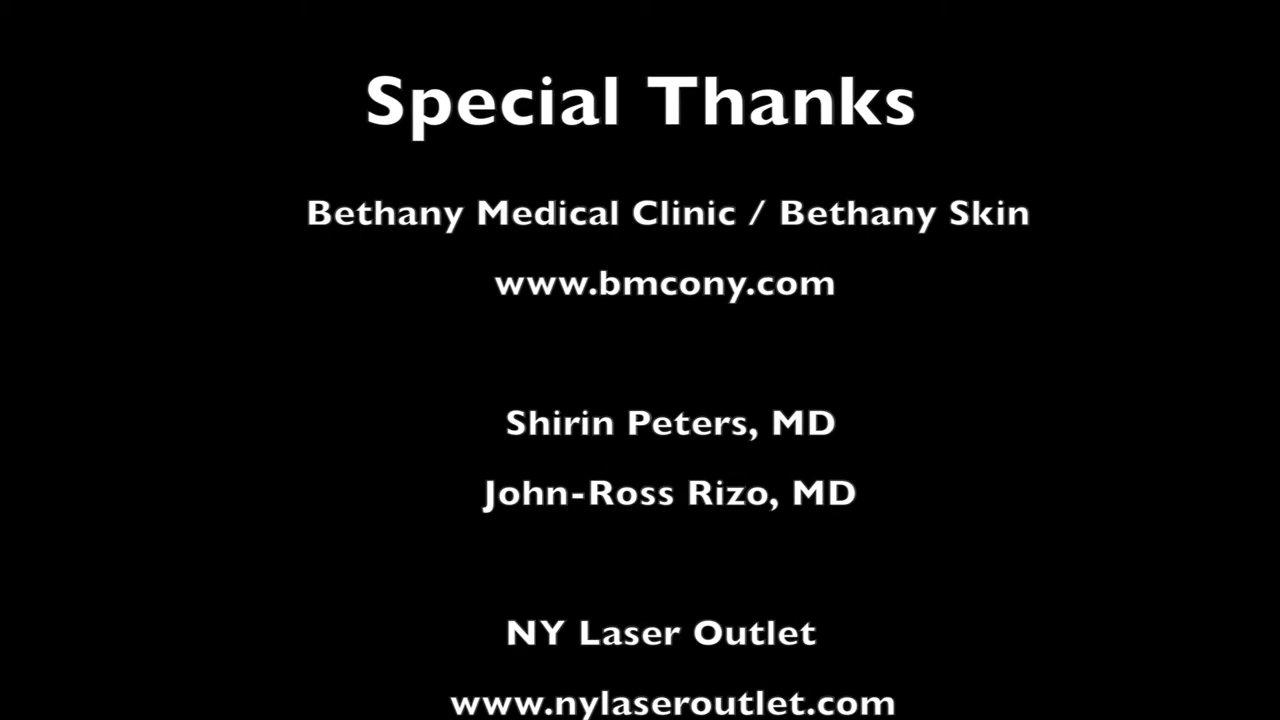 Special Thanks
Bethany Medical Clinic / Bethany Skin
www.bmcony.com
Shirin Peters, MD
John-Ross Rizo, MD
NY Laser Outlet
www.nylaseroutlet.com